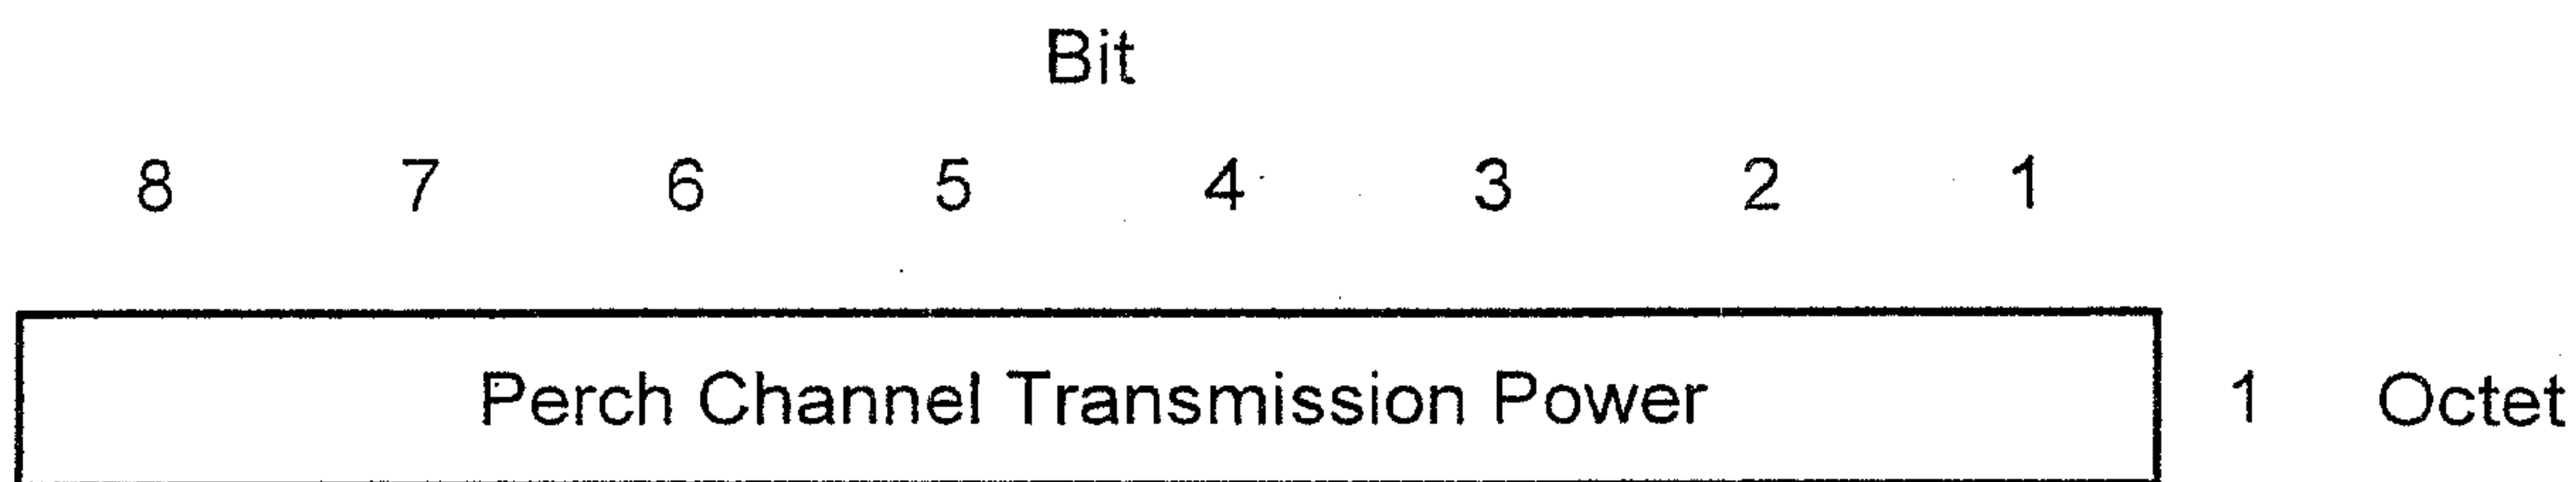 Bit
8 7 6 5 4 3 2 1
Perch Channel Transmission Power 1 Octet